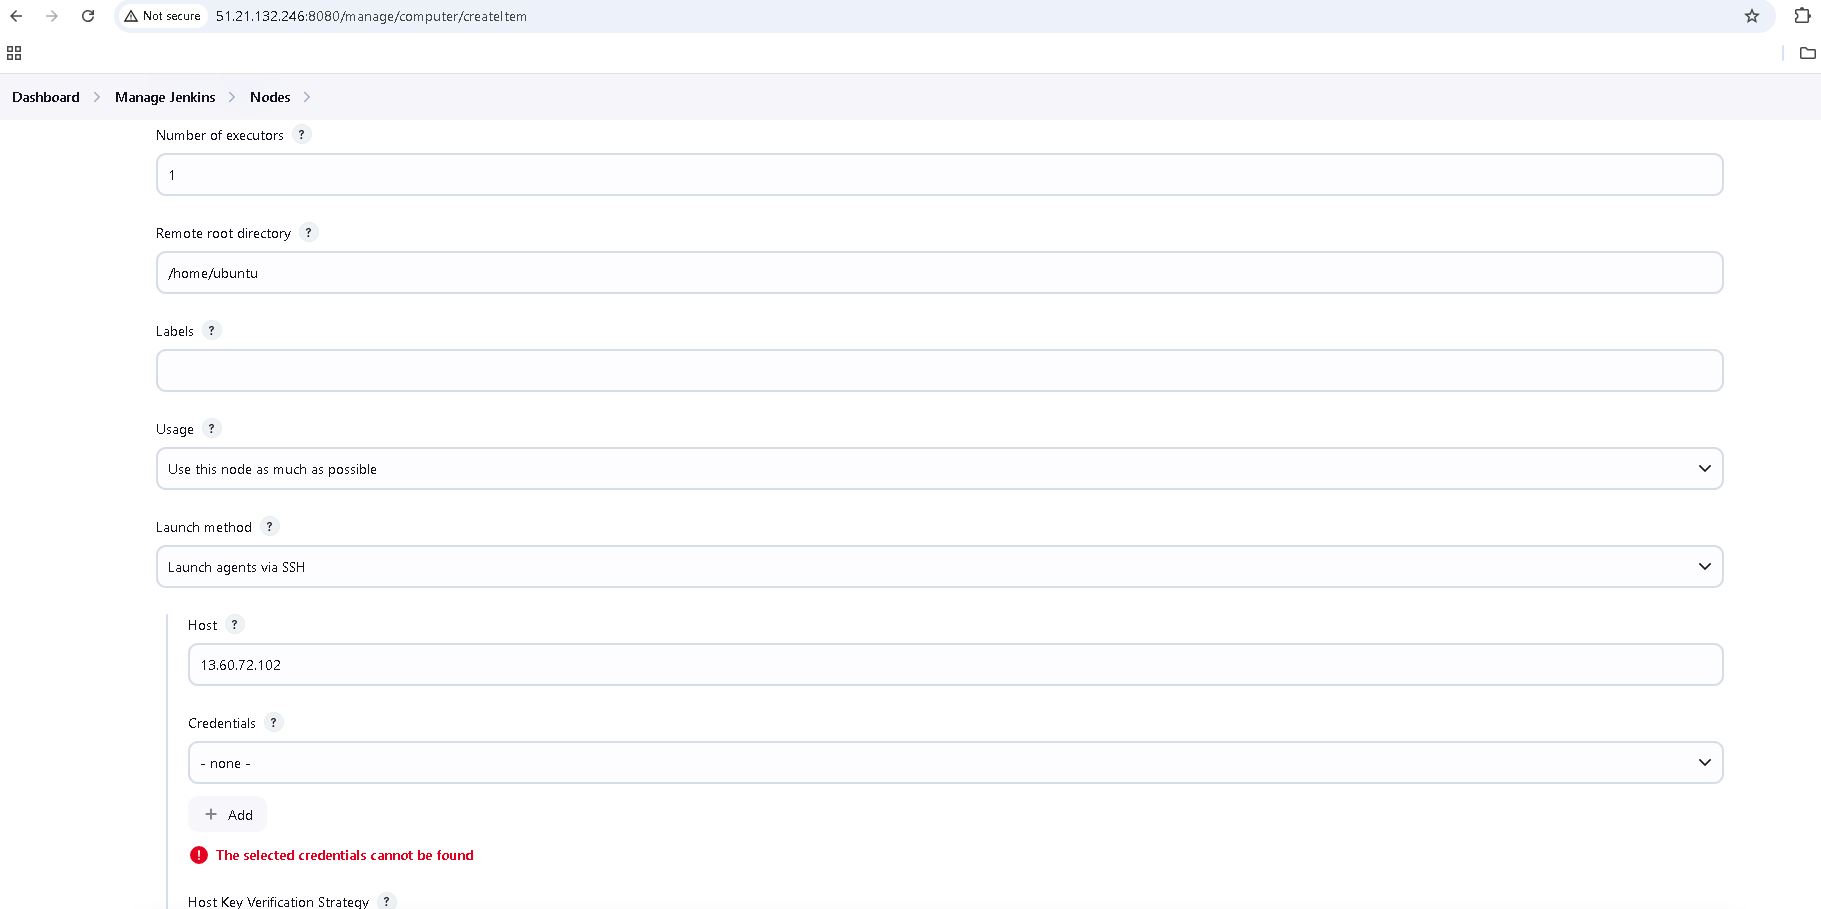 Not secure 51.21.132.246:8080/manage/computer/createItem
Dashboard Manage Jenkins Nodes
Number of executors ?
1
Remote root directory ?
/home/ubuntu
Labels ?
Usage ?
Use this node as much as possible
Launch method ?
Launch agents via SSH
Host ?
13.60.72.102
Credentials ?
- none -
+ Add
The selected credentials cannot be found
Host Key Verification Strategy ?